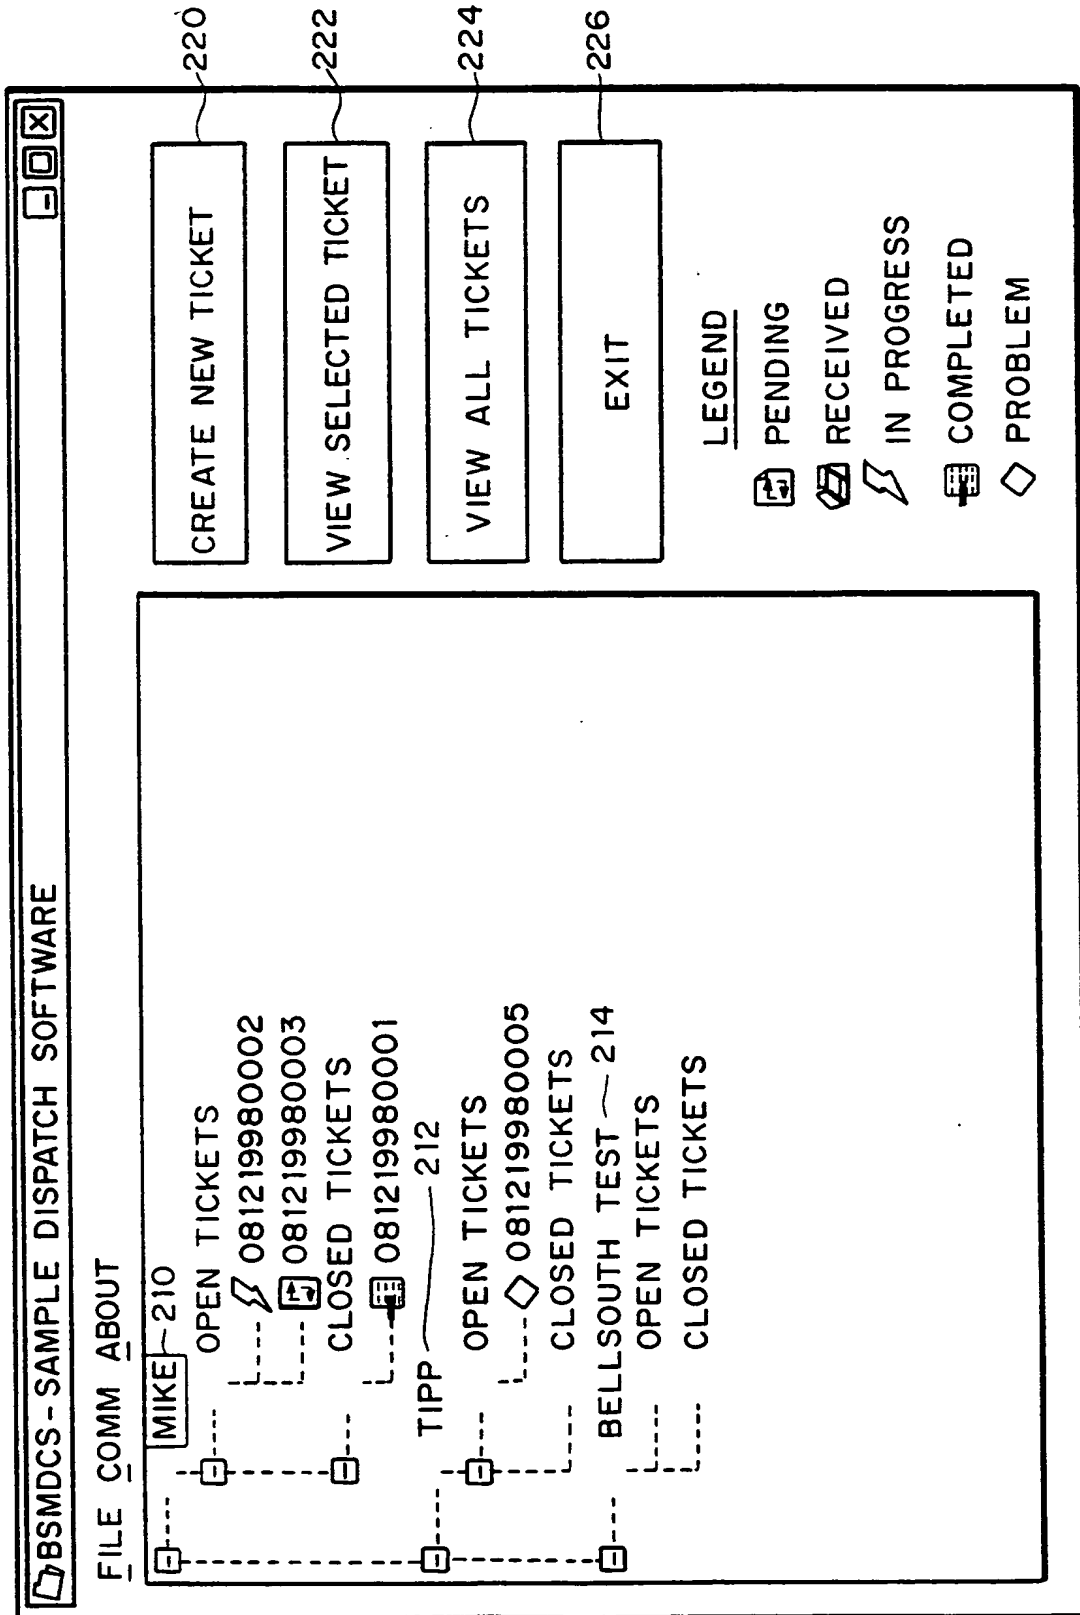 BSMDCS-SAMPLE DISPATCH SOFTWARE
FILE COMM ABOUT
MIKE 210
OPEN TICKETS
081219980002
081219980003
CLOSED TICKETS
081219980001
TIPP 212
OPEN TICKETS
081219980005
CLOSED TICKETS
BELLSOUTH TEST 214
OPEN TICKETS
CLOSED TICKETS
CREATE NEW TICKET 220
VIEW SELECTED TICKET 222
VIEW ALL TICKETS 224
EXIT 226
LEGEND
PENDING
RECEIVED
IN PROGRESS
COMPLETED
PROBLEM